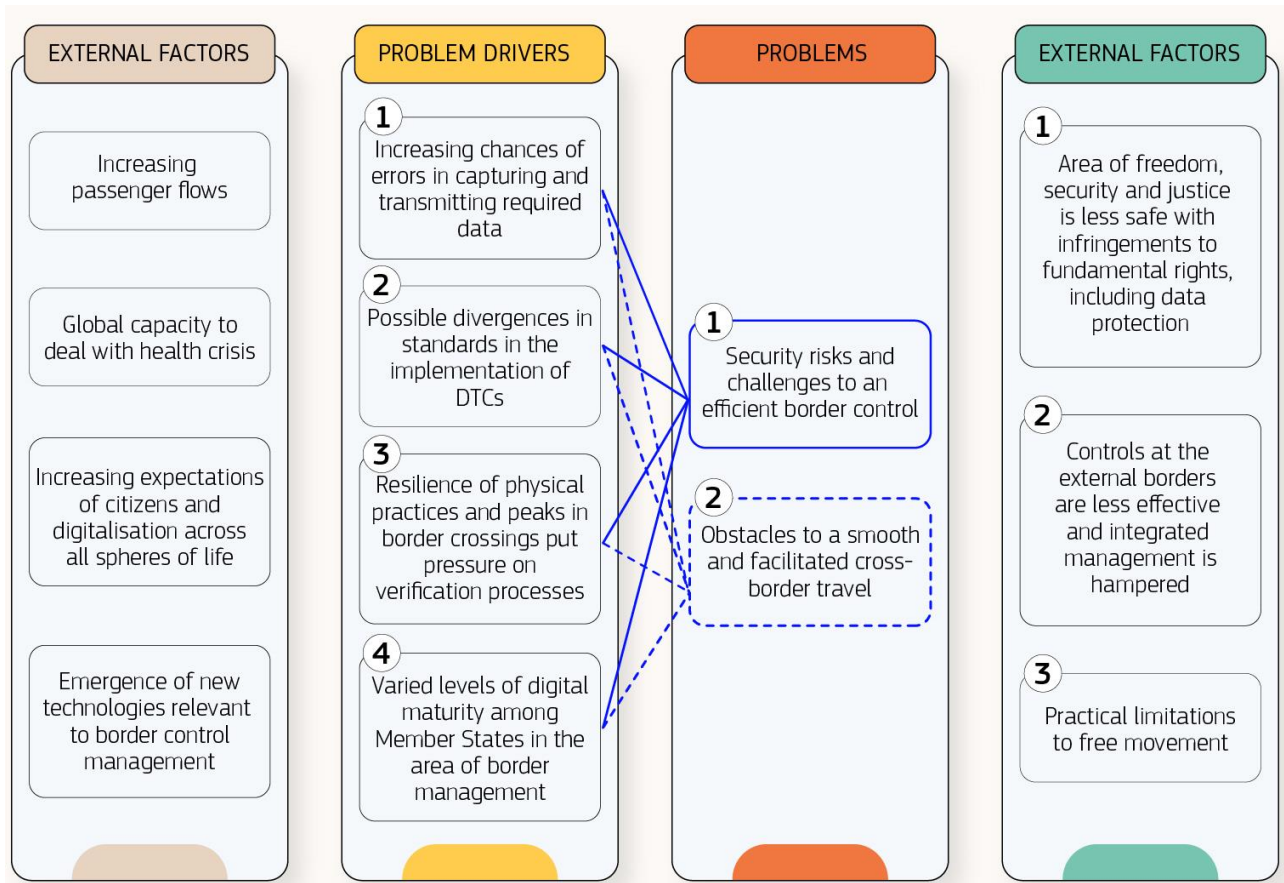 EXTERNAL FACTORS
Increasing
passenger flows
Global capacity to
deal with health crisis
Increasing expectations
of citizens and
digitalisation across
all spheres of life
Emergence of new
technologies relevant
to border control
management
PROBLEM DRIVERS
1
Increasing chances of
errors in capturing and
transmitting required
data
2
Possible divergences in
standards in the
implementation of
DTCs
3
Resilience of physical
practices and peaks in
border crossings put
pressure on
verification processes
4
Varied levels of digital
maturity among
Member States in the
area of border
management
PROBLEMS
1
Security risks and
challenges to an
efficient border control
2
Obstacles to a smooth
and facilitated cross-
border travel
EXTERNAL FACTORS
1
Area of freedom,
security and justice
is less safe with
infringements to
fundamental rights,
including data
protection
2
Controls at the
external borders
are less effective
and integrated
management is
hampered
3
Practical limitations
to free movement